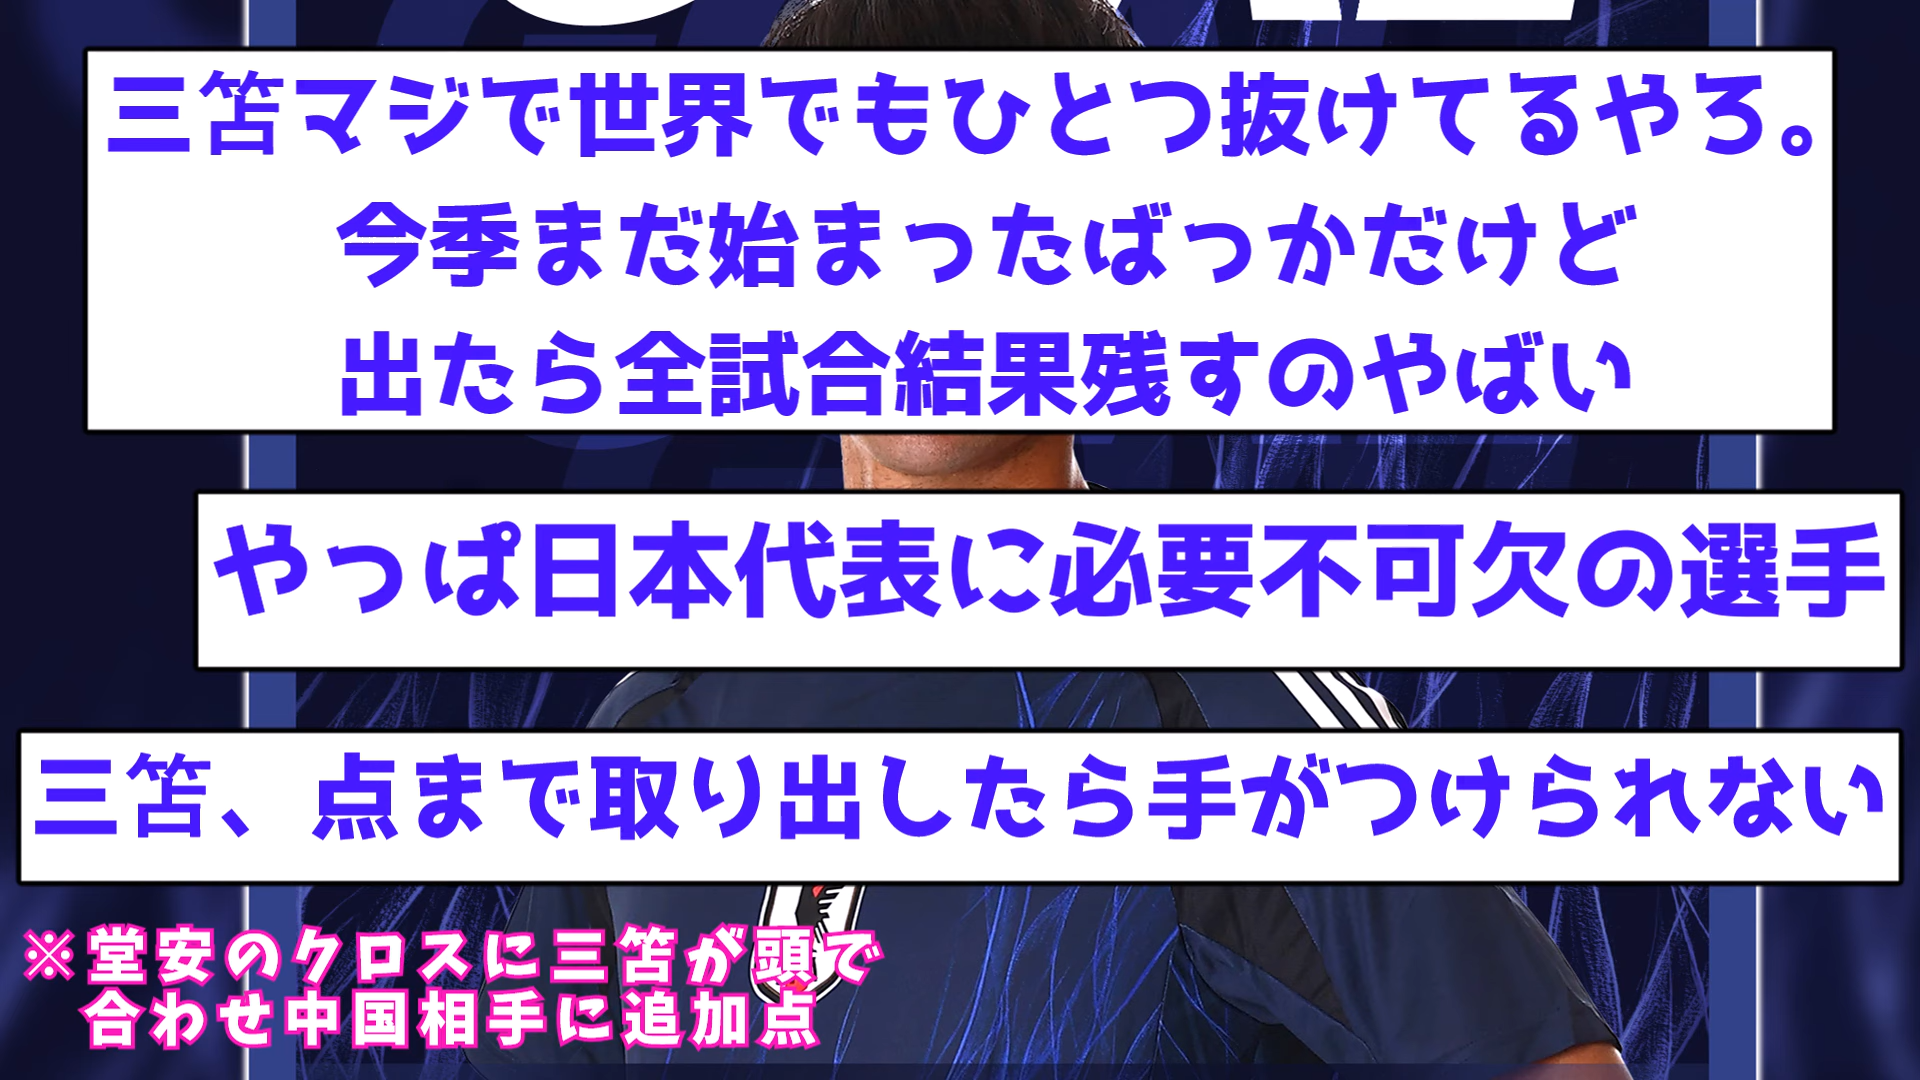 三笘マジで世界でもひとつ抜けてるやろ。
今季まだ始まったばっかだけど
出たら全試合結果残すのやばい
やっぱ日本代表に必要不可欠の選手
三笘、点まで取り出したら手がつけられない
※堂安のクロスに三笘が頭で
合わせ中国相手に追加点